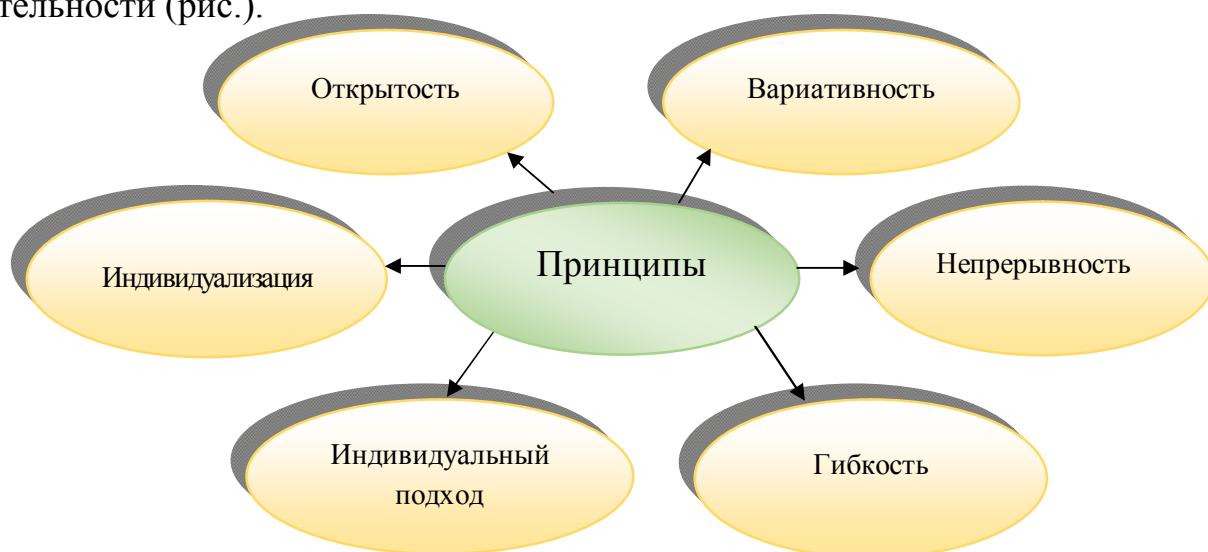 тельности (рис.).
Открытость
Вариативность
Принципы
Индивидуализация
Непрерывность
Индивидуальный
подход
Гибкость